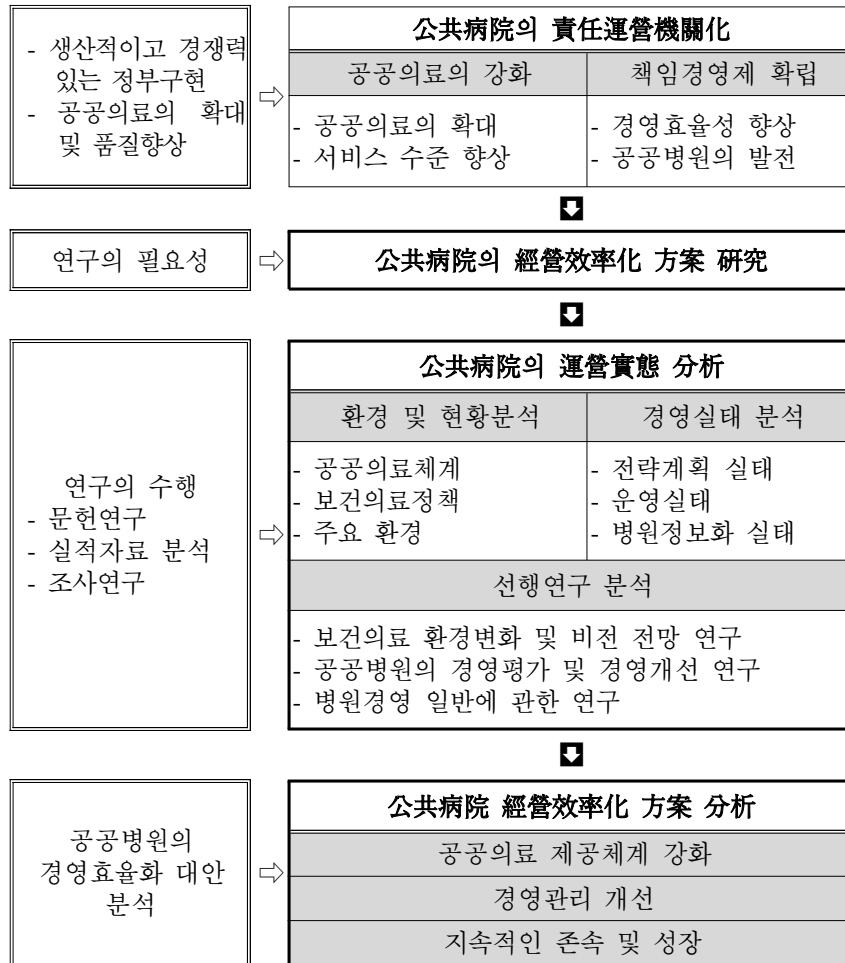 - 생산적이고 경쟁력
있는 정부구현
- 공공의료의 확대
및 품질향상
⇨
公共病院의 責任運營機關化
공공의료의 강화
책임경영제 확립
- 공공의료의 확대
- 서비스 수준 향상
- 경영효율성 향상
- 공공병원의 발전
연구의 필요성
⇨
公共病院의 經營效率化 方案 硏究
公共病院의 運營實態 分析
환경 및 현황분석
경영실태 분석
연구의 수행
- 문헌연구
- 실적자료 분석
- 조사연구
⇨
- 공공의료체계
- 보건의료정책
- 주요 환경
- 전략계획 실태
- 운영실태
- 병원정보화 실태
선행연구 분석
- 보건의료 환경변화 및 비전 전망 연구
- 공공병원의 경영평가 및 경영개선 연구
- 병원경영 일반에 관한 연구
공공병원의
경영효율화 대안
분석
⇨
公共病院 經營效率化 方案 分析
공공의료 제공체계 강화
경영관리 개선
지속적인 존속 및 성장